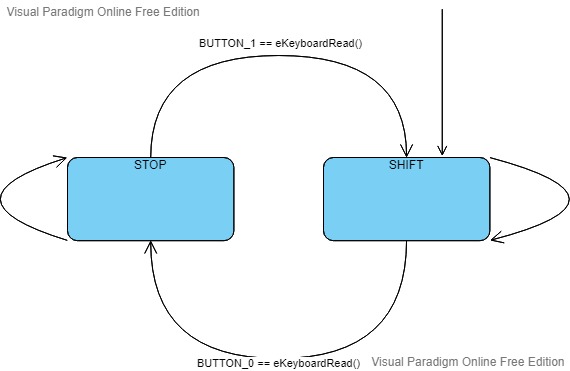 Visual Paradigm Online Free Edition
BUTTON_1 == eKeyboardRead()
STOP
SHIFT
BUTTON_0 == eKeyboardRead()
Visual Paradigm Online Free Edition